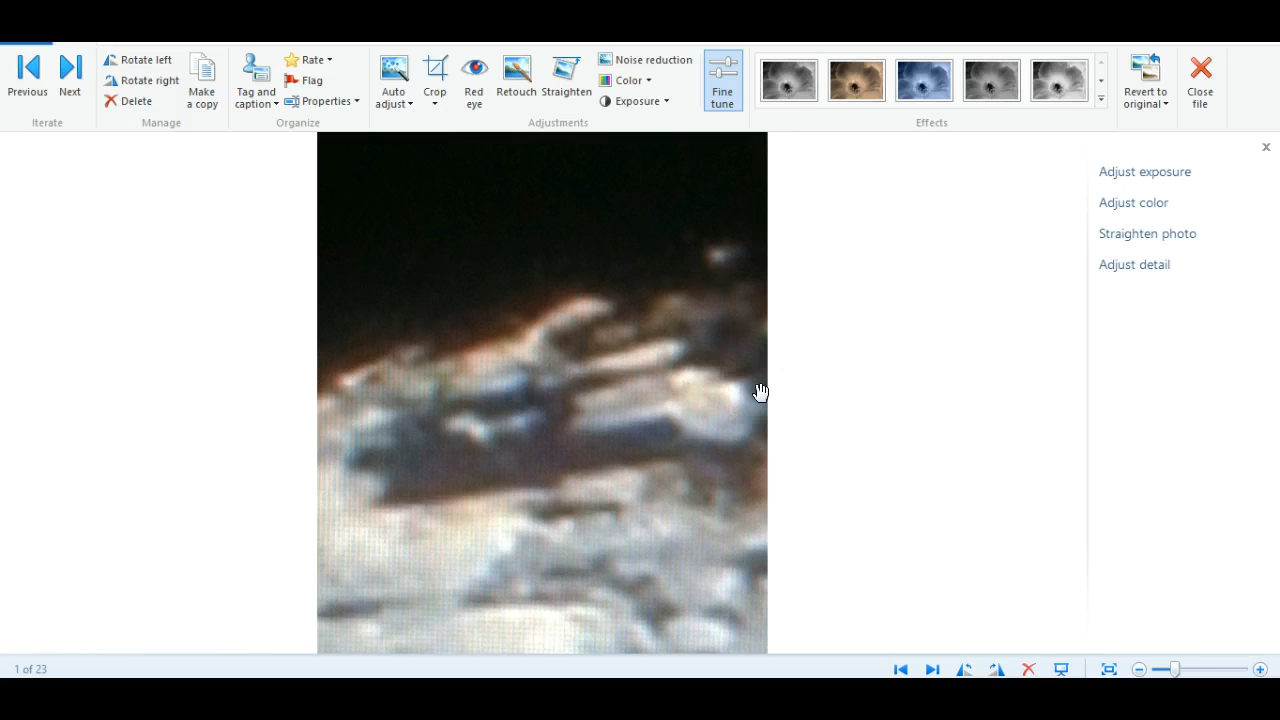 Rotate left
Rate
Noise reduction
Rotate right
Flag
Color
Previous
Next
Delete
Make a copy
Tag and caption
Properties
Auto adjust
Crop
Red eye
Retouch
Straighten
Exposure
Fine tune
Revert to original
Close file
Iterate
Manage
Organize
Adjustments
Effects
Adjust exposure
Adjust color
Straighten photo
Adjust detail
1 of 23